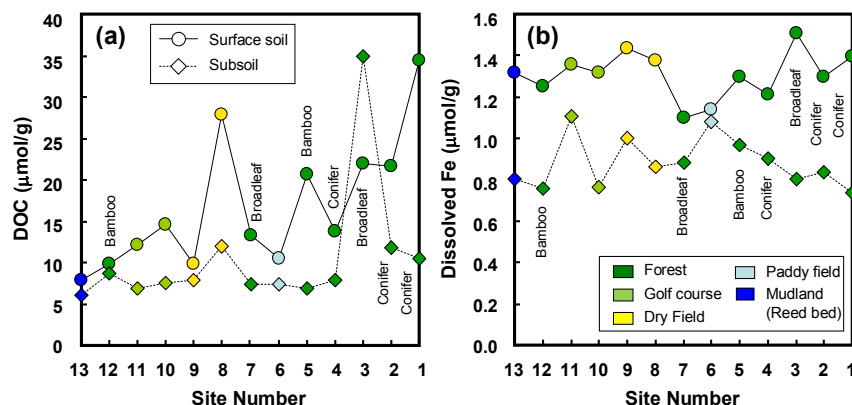 (a)
Surface soil
Subsoil
DOC (μmol/g)
40
35
30
25
20
15
10
5
0
Bamboo
Broadleaf
Bamboo
Conifer
Broadleaf
Conifer
Conifer
13 12 11 10 9 8 7 6 5 4 3 2 1
Site Number
(b)
Dissolved Fe (μmol/g)
1.6
1.4
1.2
1.0
0.8
0.6
0.4
0.2
0.0
Broadleaf
Conifer
Conifer
Bamboo
Broadleaf
Bamboo
Conifer
Forest
Golf course
Dry Field
Paddy field
Mudland
(Reed bed)
13 12 11 10 9 8 7 6 5 4 3 2 1
Site Number